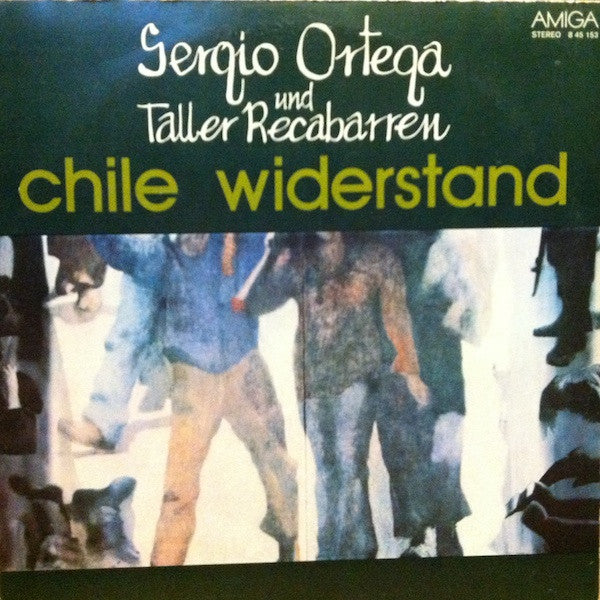 AMIGA
STEREO 8 45 153
Sergio Ortega
und
Taller Recabarren
chile widerstand